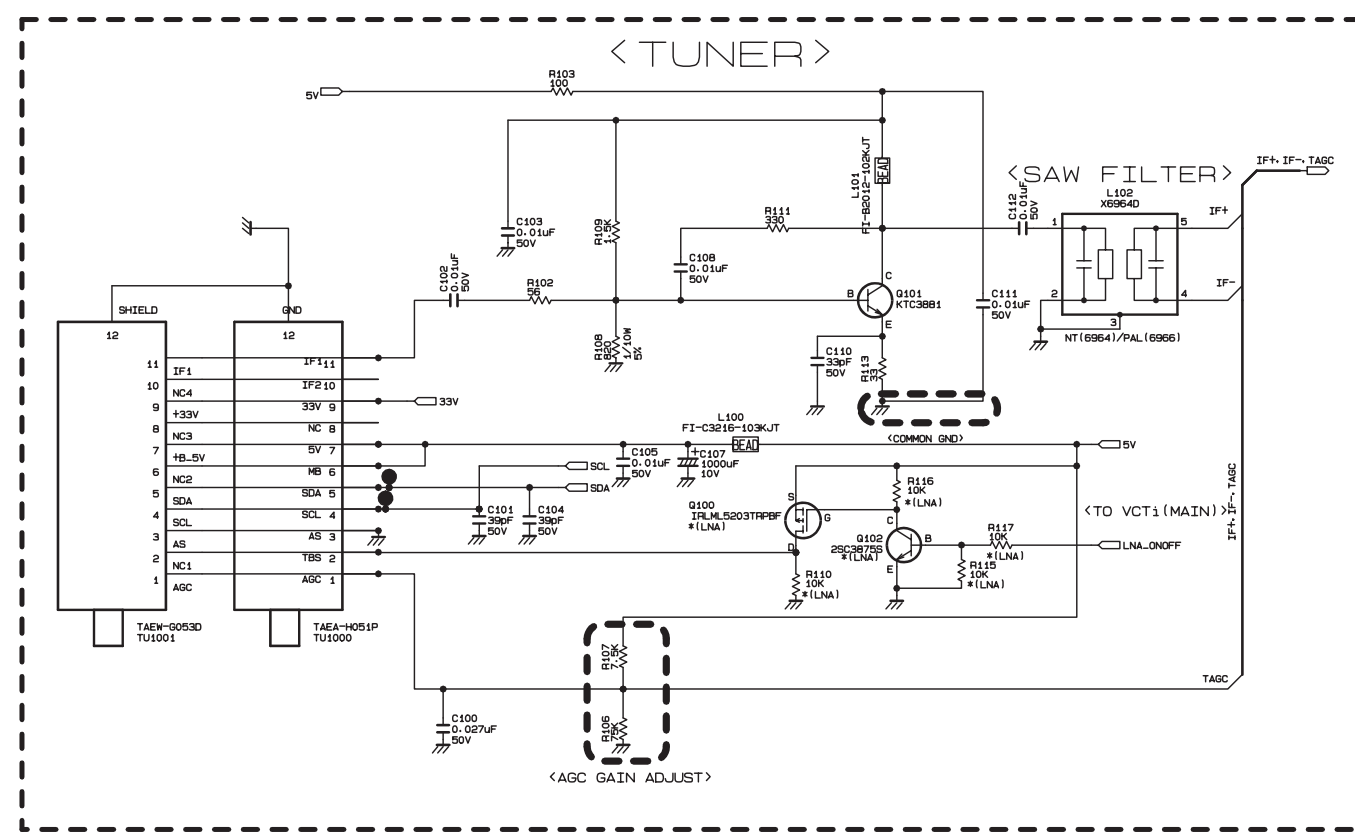 <TUNER>
R103
100
5V
L101
FI-B2012-102KJT
BEAD
<SAW FILTER>
L102
X6964D
IF+, IF-, TAGC
C112
0.01uF
50V
1
5
IF+
2
4
IF-
3
NT(6964)/PAL(6966)
C103
0.01uF
50V
R109
1.5K
R111
330
C108
0.01uF
50V
C102
0.01uF
50V
R102
56
B
C
E
Q101
KTC3881
C111
0.01uF
50V
R108
820
1/10W
5%
C110
33pF
50V
R113
33
<COMMON GND>
SHIELD
12
GND
12
11
IF1
10
NC4
9
+33V
8
NC3
7
+B_5V
6
NC2
5
SDA
4
SCL
3
AS
2
NC1
1
AGC
IF1 11
IF2 10
33V 9
NC 8
5V 7
MB 6
SDA 5
SCL 4
AS 3
TBS 2
AGC 1
TAEW-G053D
TU1001
TAEA-H051P
TU1000
33V
L100
FI-C3216-103KJT
BEAD
5V
C105
0.01uF
50V
+
C107
1000uF
10V
SCL
SDA
C101
39pF
50V
C104
39pF
50V
Q100
IRLML5203TRPBF
*(LNA)
S
G
D
R116
10K
*(LNA)
C
B
E
Q102
2SC3875S
*(LNA)
R117
10K
*(LNA)
R115
10K
*(LNA)
R110
10K
*(LNA)
<TO VCTi(MAIN)>
LNA_ONOFF
IF+, IF-, TAGC
R107
7.5K
R106
75K
TAGC
C100
0.027uF
50V
<AGC GAIN ADJUST>